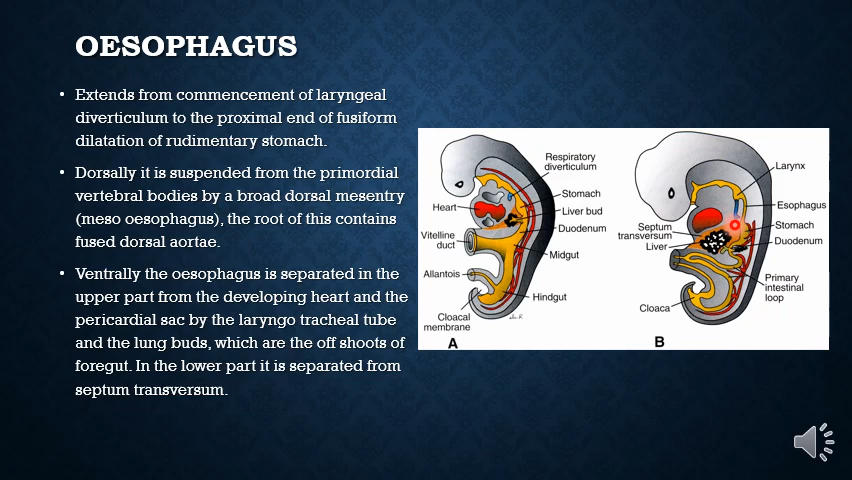 OESOPHAGUS
• Extends from commencement of laryngeal
diverticulum to the proximal end of fusiform
dilatation of rudimentary stomach.
• Dorsally it is suspended from the primordial
vertebral bodies by a broad dorsal mesentry
(meso oesophagus), the root of this contains
fused dorsal aortae.
• Ventrally the oesophagus is separated in the
upper part from the developing heart and the
pericardial sac by the laryngo tracheal tube
and the lung buds, which are the off shoots of
foregut. In the lower part it is separated from
septum transversum.
Respiratory
diverticulum
Stomach
Liver bud
Duodenum
Midgut
Hindgut
Heart
Vitelline
duct
Allantois
Cloacal
membrane
A
Larynx
Esophagus
Stomach
Duodenum
Primary
intestinal
loop
Septum
transversum
Liver
Cloaca
B